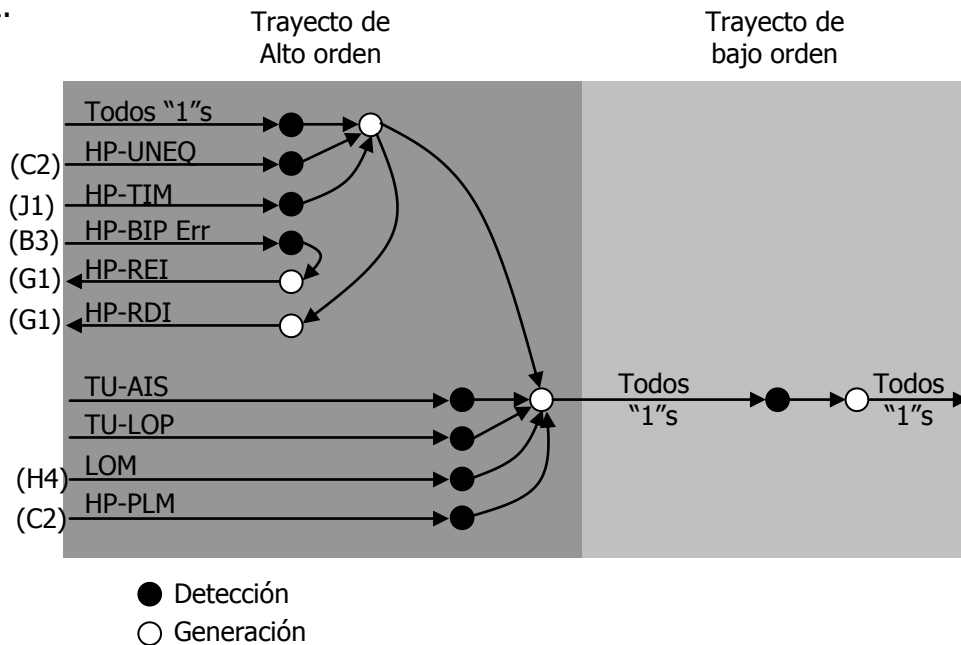 Trayecto de
Alto orden
Trayecto de
bajo orden
Todos “1”s
(C2) HP-UNEQ
(J1) HP-TIM
(B3) HP-BIP Err
(G1) HP-REI
(G1) HP-RDI
TU-AIS
TU-LOP
(H4) LOM
(C2) HP-PLM
Todos
“1”s
Todos
“1”s
Detección
Generación